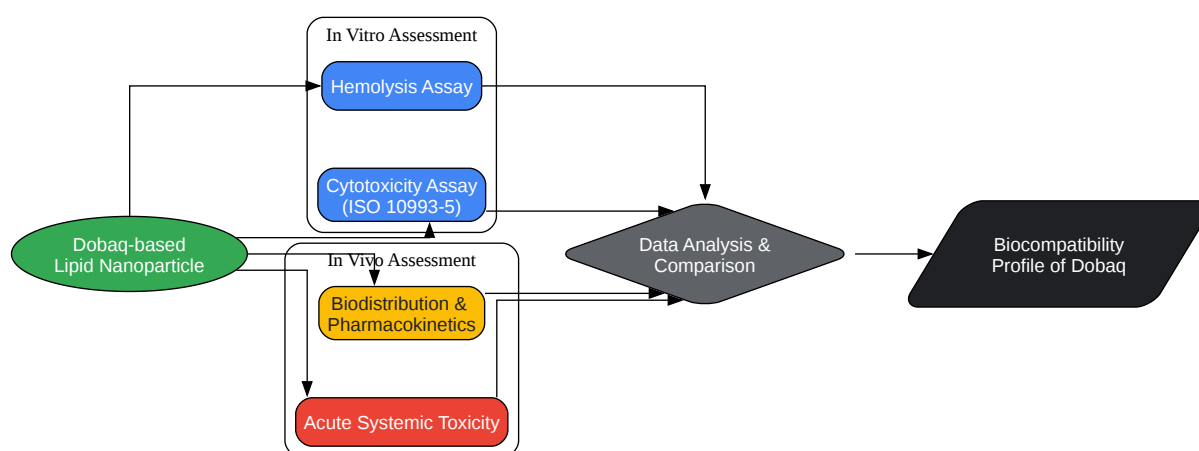 In Vitro Assessment
Hemolysis Assay
Cytotoxicity Assay
(ISO 10993-5)
Dobaq-based
Lipid Nanoparticle
In Vivo Assessment
Biodistribution &
Pharmacokinetics
Acute Systemic Toxicity
Data Analysis &
Comparison
Biocompatibility
Profile of Dobaq